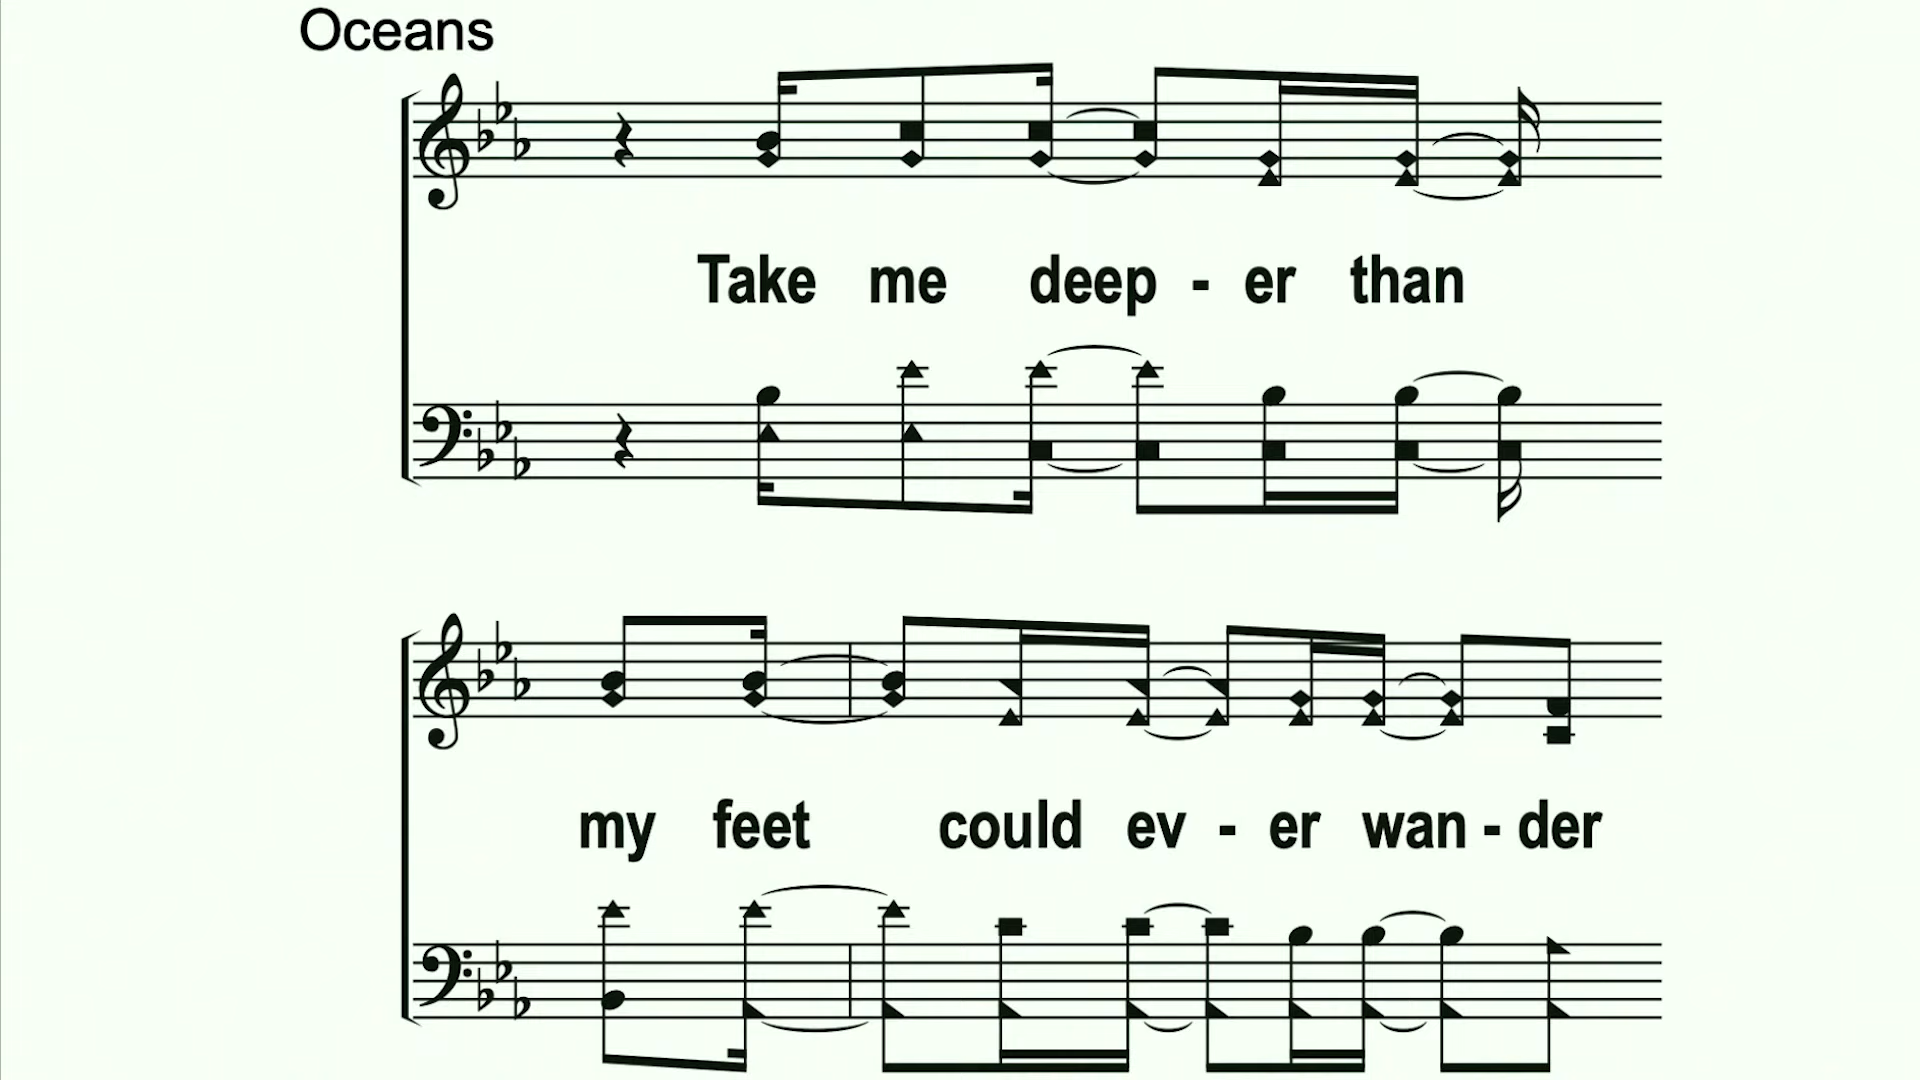 Oceans
Take me deep - er than
my feet could ev - er wan - der